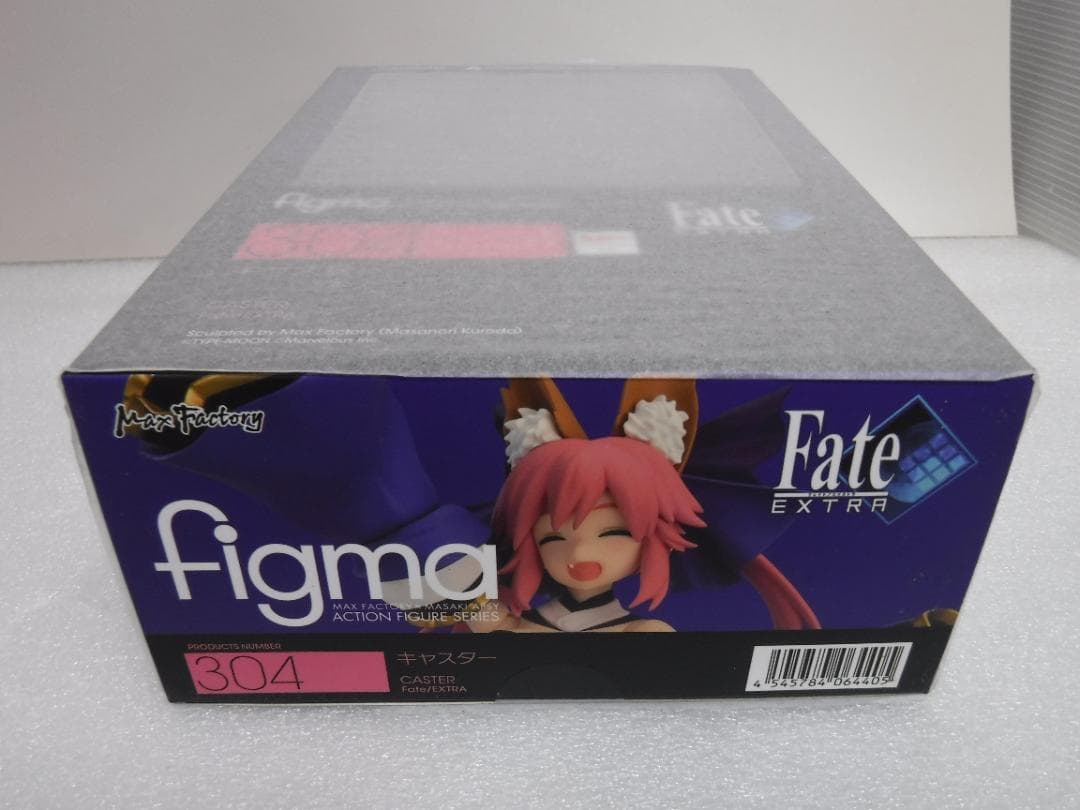 figma
Fate
EXTRA
CASTER
Sculpted by Max Factory (Masanori Kuroda)
©TYPE-MOON ©Marvelous Inc.
Max Factory
Fate
EXTRA
figma
MAX FACTORY × MASAKI APSY
ACTION FIGURE SERIES
PRODUCTS NUMBER
304
キャスター
CASTER
Fate/EXTRA
4 545784 064405